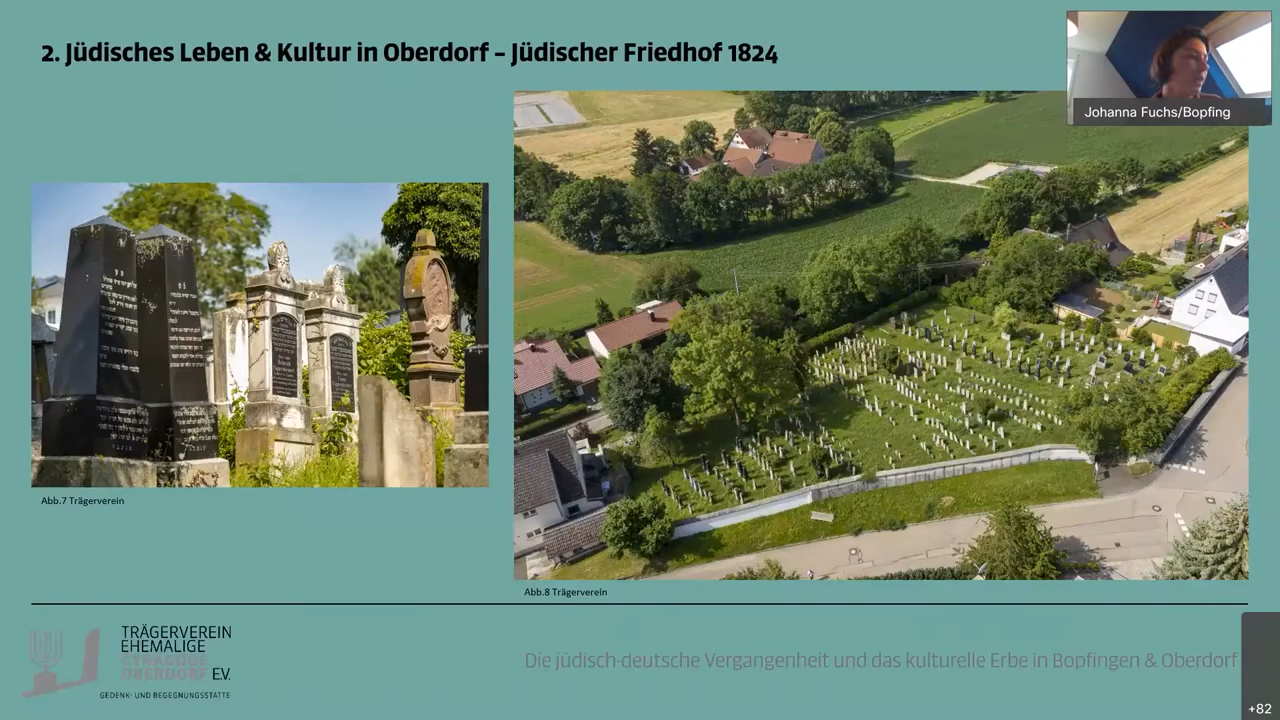 2. Jüdisches Leben & Kultur in Oberdorf – Jüdischer Friedhof 1824
Johanna Fuchs/Bopfing
Abb.7 Trägerverein
Abb.8 Trägerverein
TRÄGERVEREIN
EHEMALIGE
SYNAGOGE
OBERDORF E.V.
GEDENK- UND BEGEGNUNGSSTÄTTE
Die jüdisch-deutsche Vergangenheit und das kulturelle Erbe in Bopfingen & Oberdorf
+82